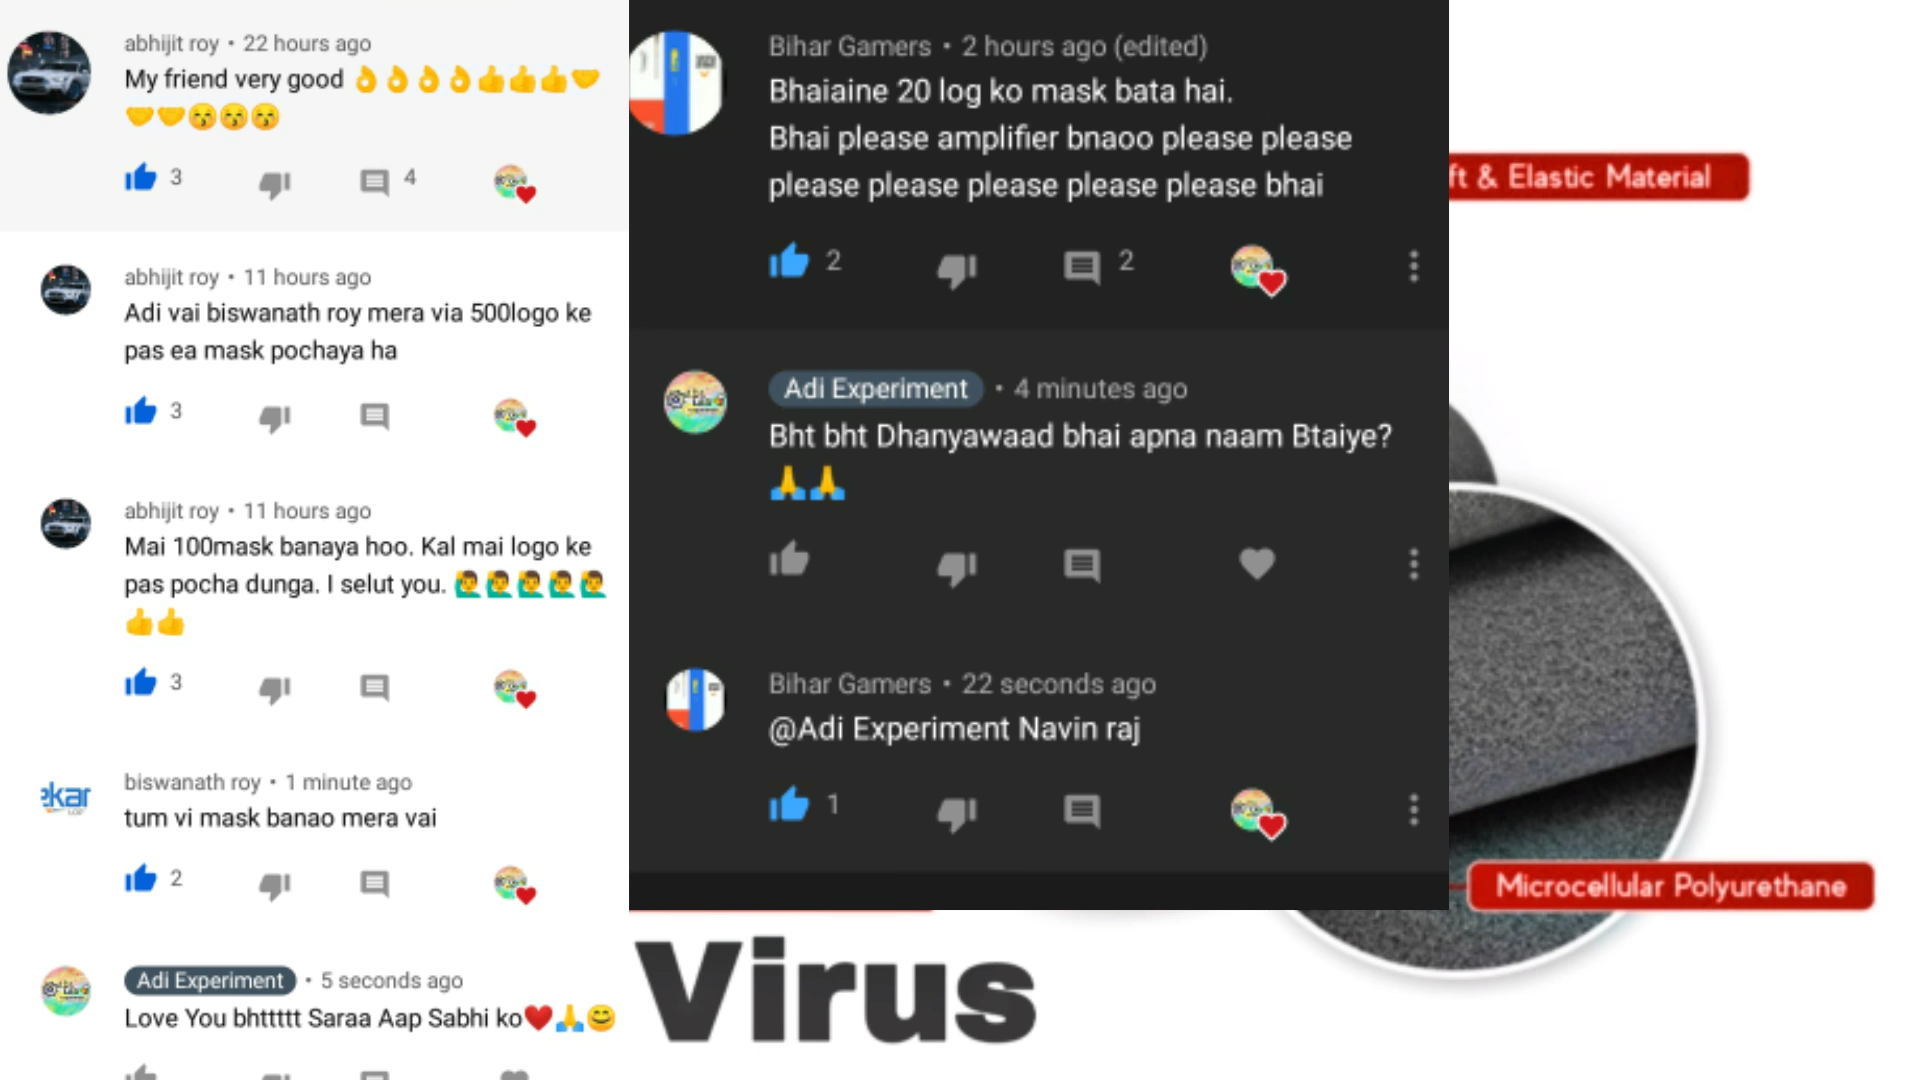 abhijit roy • 22 hours ago
My friend very good 👌👌👌👌👍👍👍🤝
🤝🤝😚😚😚
3 4
abhijit roy • 11 hours ago
Adi vai biswanath roy mera via 500logo ke
pas ea mask pochaya ha
3
abhijit roy • 11 hours ago
Mai 100mask banaya hoo. Kal mai logo ke
pas pocha dunga. I selut you. 🙋‍♂️🙋‍♂️🙋‍♂️🙋‍♂️🙋‍♂️
👍👍
3
ekar
biswanath roy • 1 minute ago
tum vi mask banao mera vai
2
Adi Experiment • 5 seconds ago
Love You bhttttt Saraa Aap Sabhi ko❤️🙏😊
Bihar Gamers • 2 hours ago (edited)
Bhaiaine 20 log ko mask bata hai.
Bhai please amplifier bnaoo please please
please please please please please bhai
2 2
Adi Experiment • 4 minutes ago
Bht bht Dhanyawaad bhai apna naam Btaiye?
🙏🙏
Bihar Gamers • 22 seconds ago
@Adi Experiment Navin raj
1
ft & Elastic Material
Microcellular Polyurethane
Virus